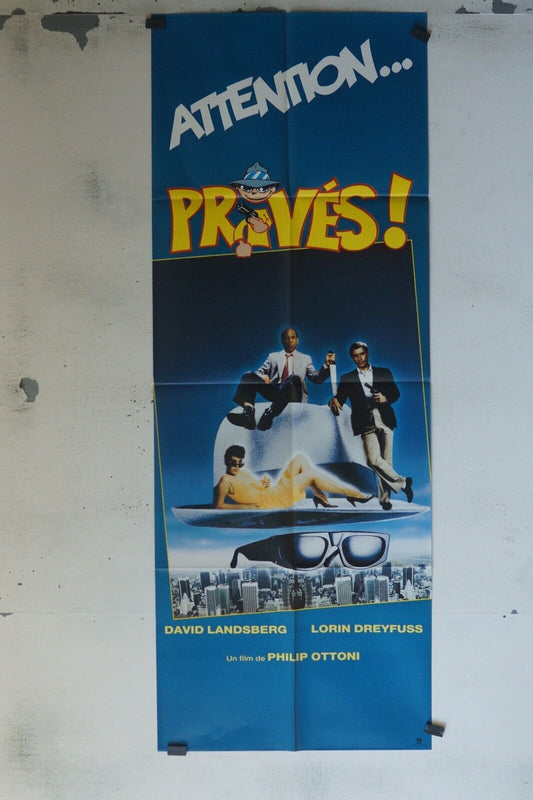 ATTENTION...
PRIVÉS!
DAVID LANDSBERG LORIN DREYFUSS
Un film de PHILIP OTTONI